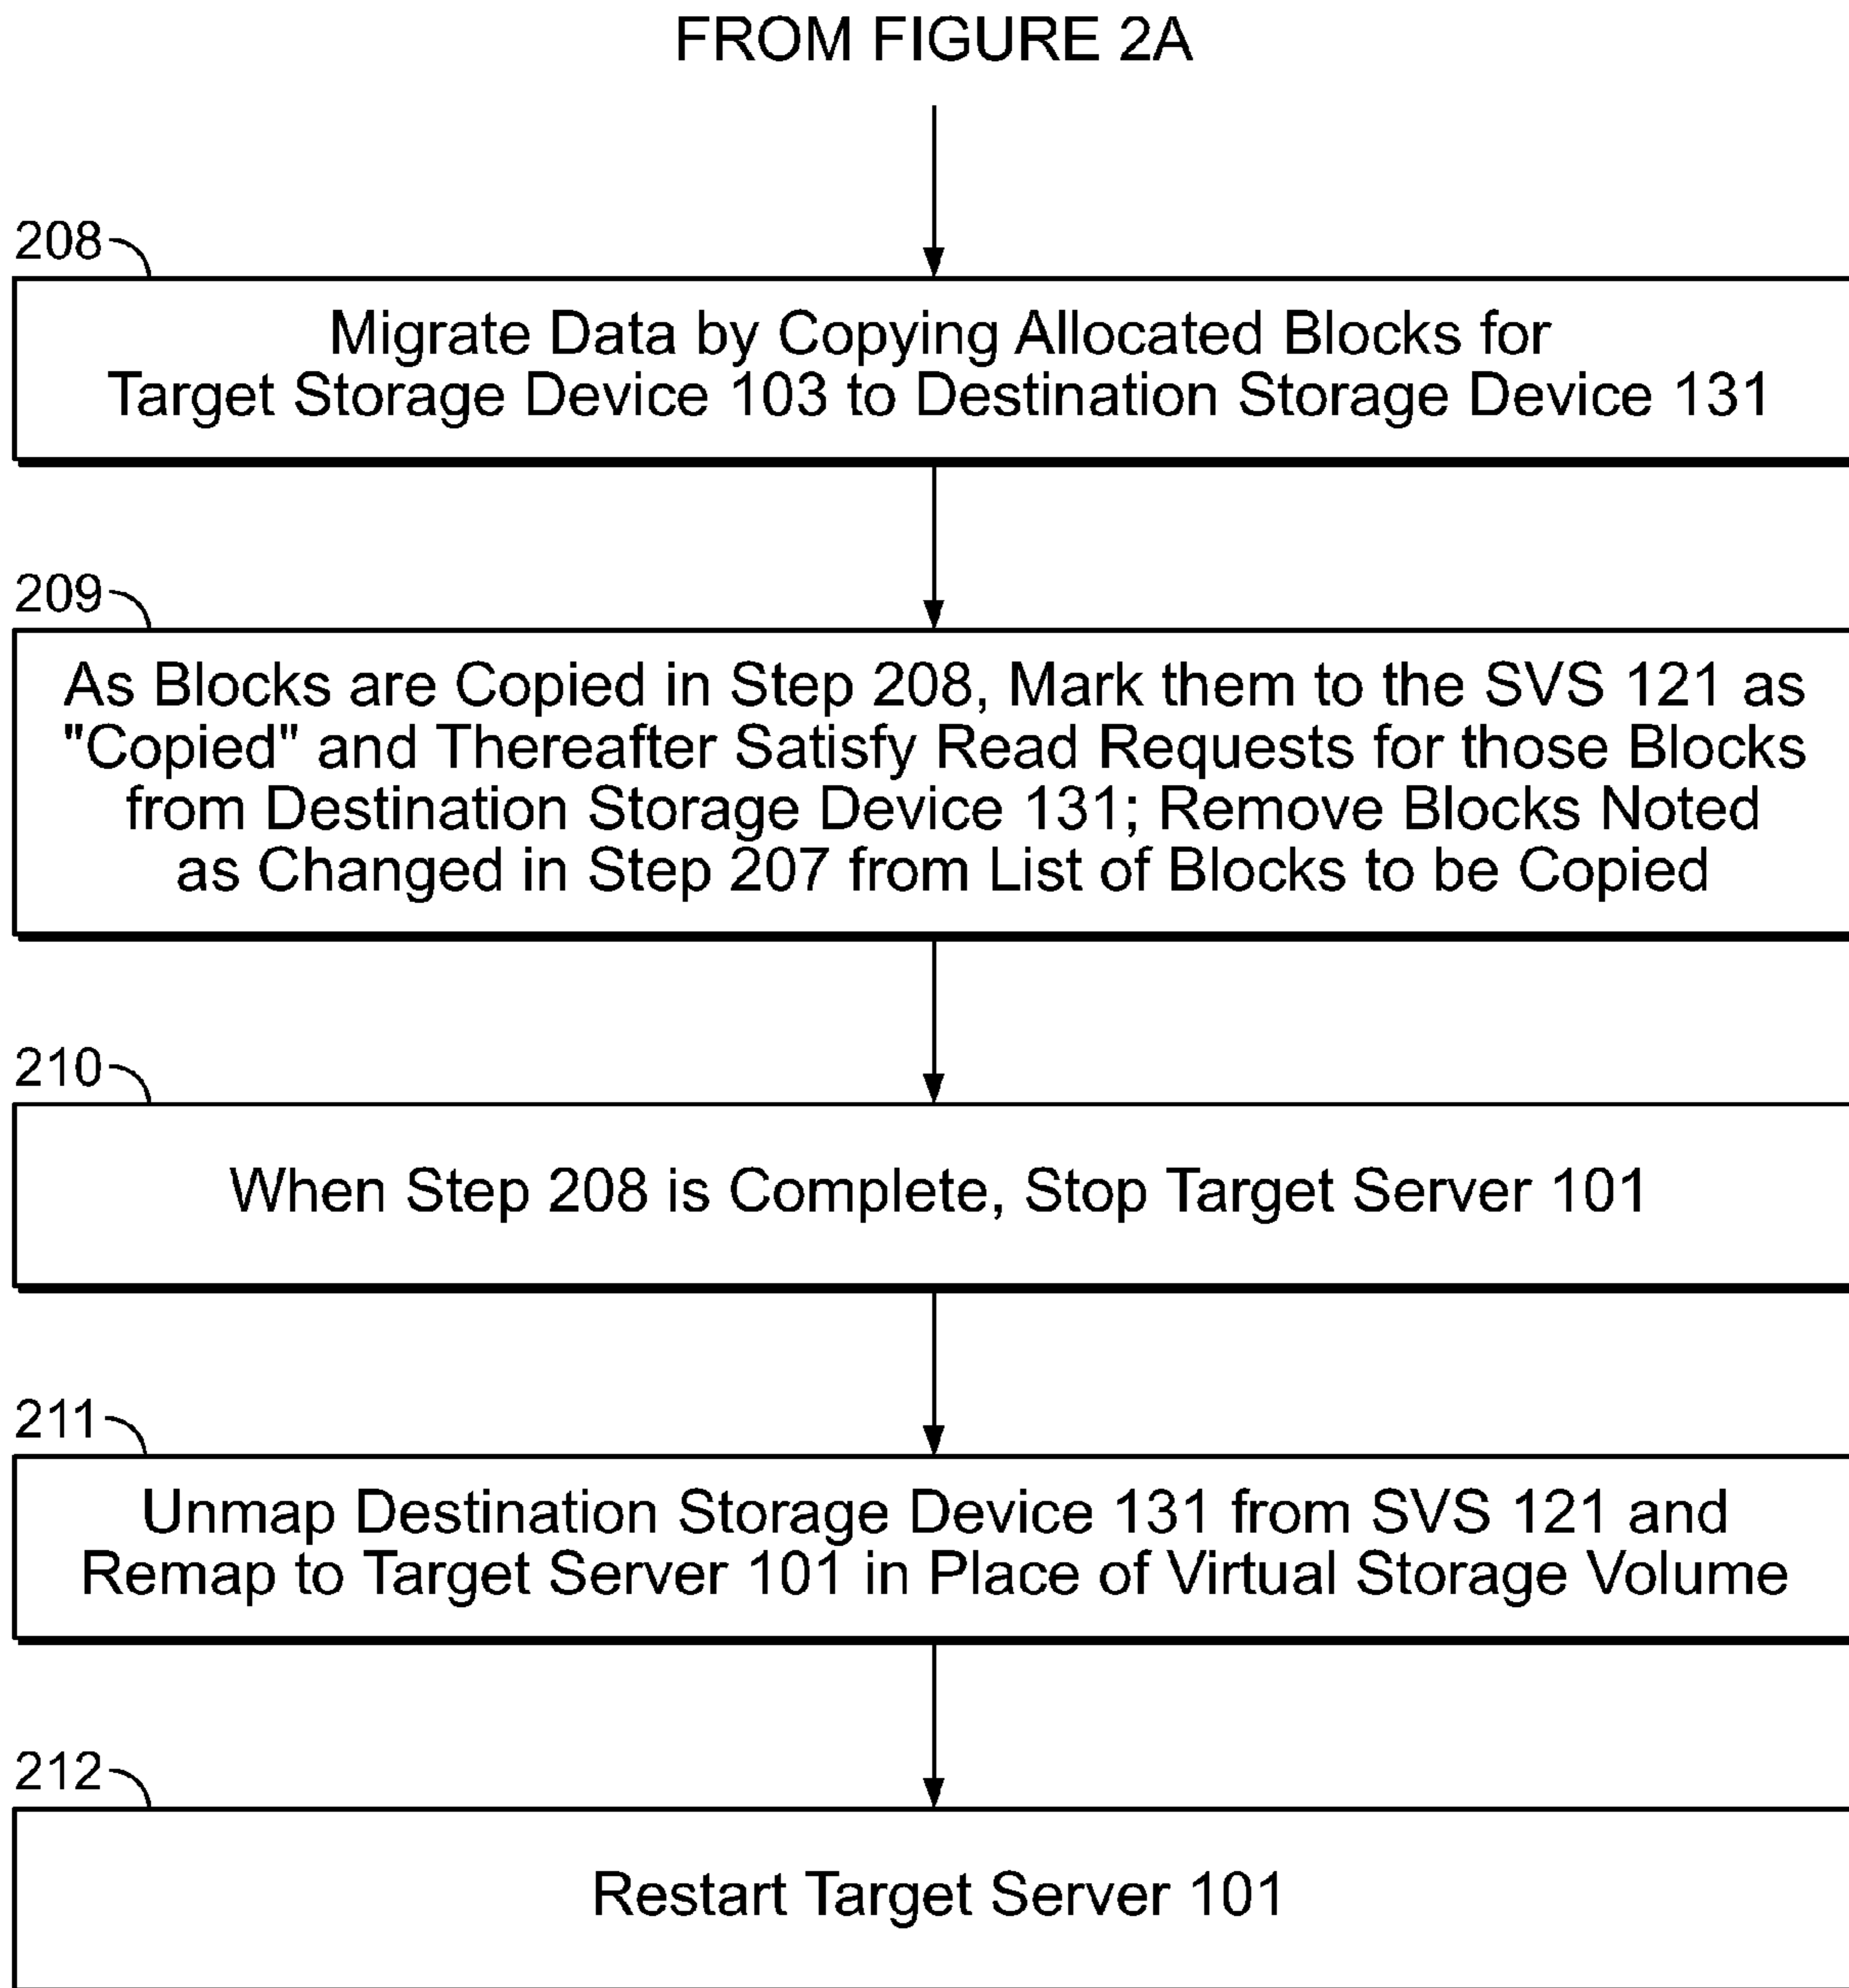 FROM FIGURE 2A
208
Migrate Data by Copying Allocated Blocks for
Target Storage Device 103 to Destination Storage Device 131
209
As Blocks are Copied in Step 208, Mark them to the SVS 121 as
"Copied" and Thereafter Satisfy Read Requests for those Blocks
from Destination Storage Device 131; Remove Blocks Noted
as Changed in Step 207 from List of Blocks to be Copied
210
When Step 208 is Complete, Stop Target Server 101
211
Unmap Destination Storage Device 131 from SVS 121 and
Remap to Target Server 101 in Place of Virtual Storage Volume
212
Restart Target Server 101